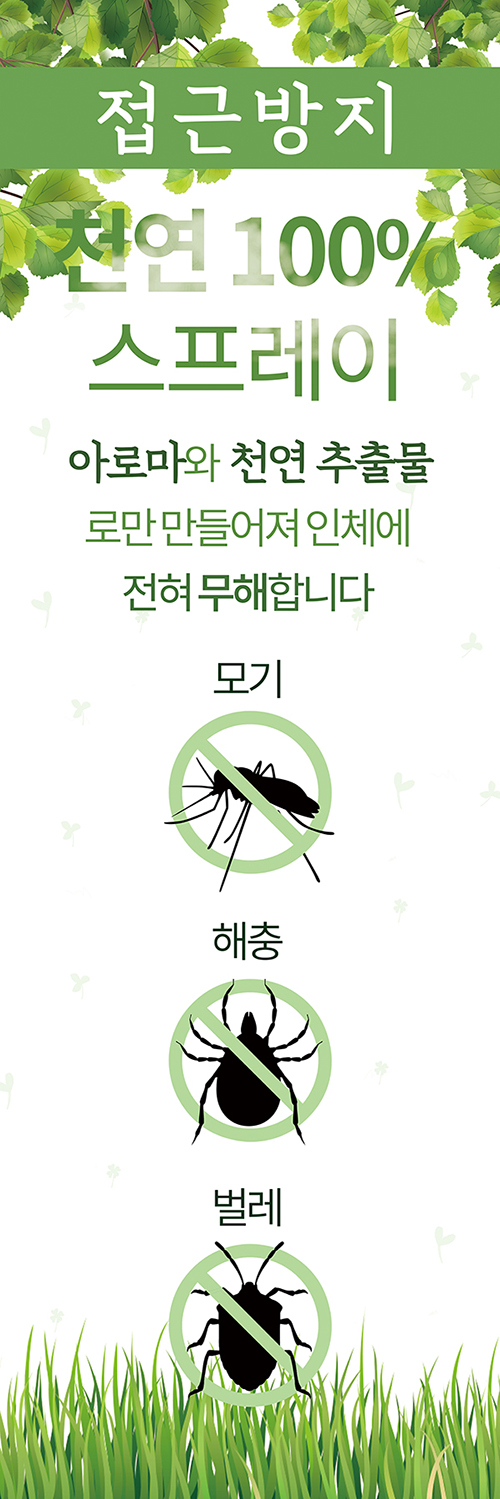 접근방지
천연 100%
스프레이
아로마와 천연 추출물
로만 만들어져 인체에
전혀 무해합니다
모기
해충
벌레